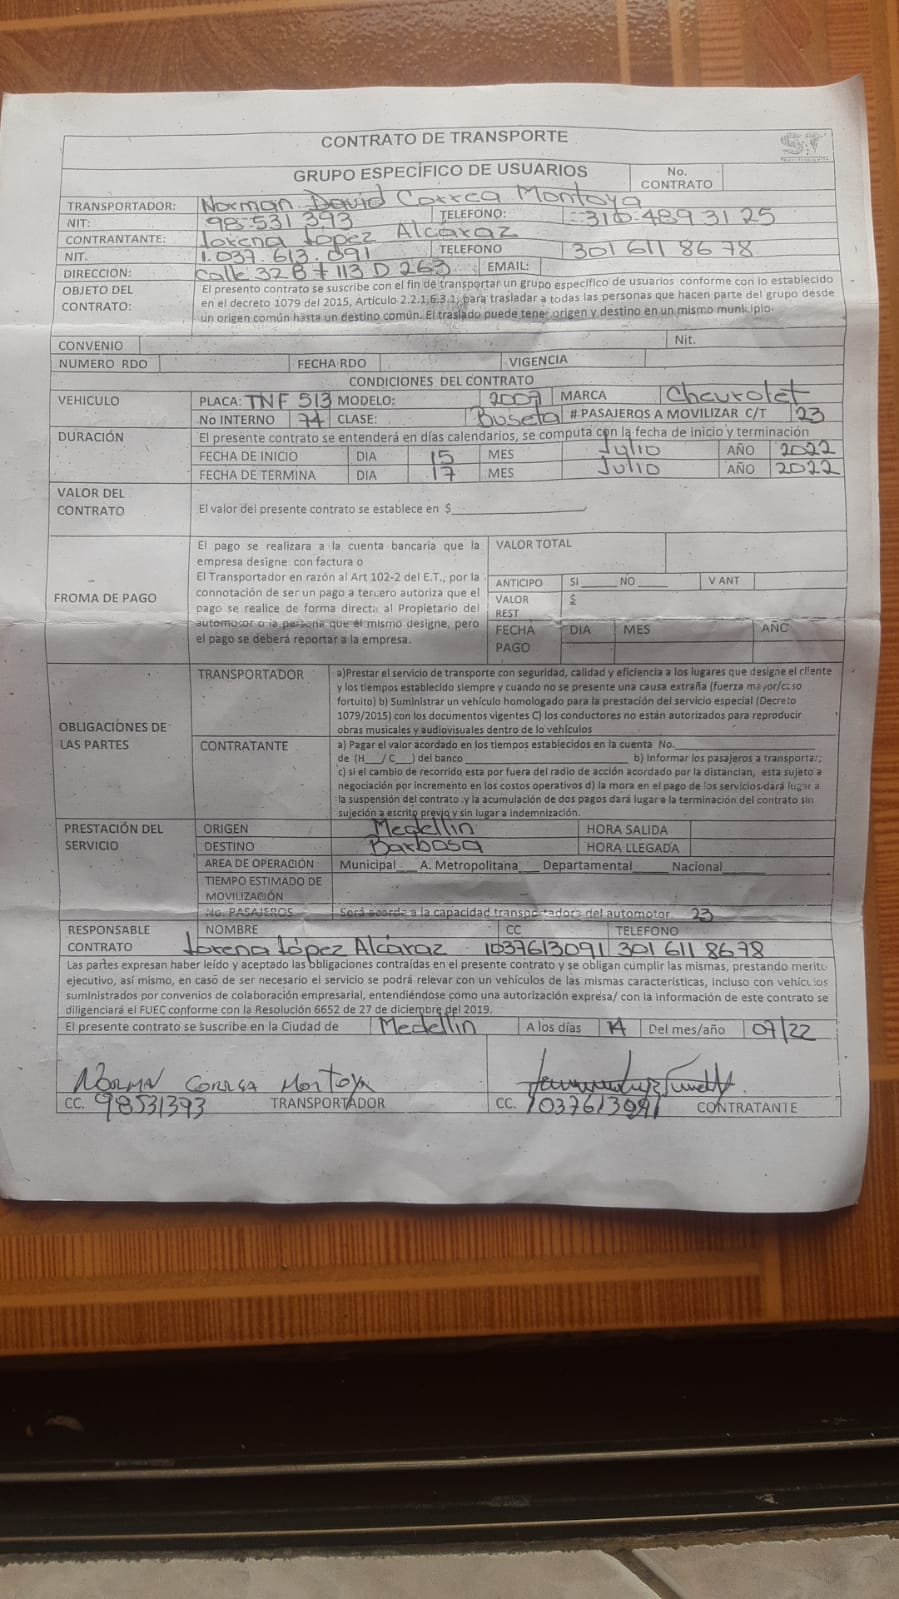 CONTRATO DE TRANSPORTE
GRUPO ESPECÍFICO DE USUARIOS No. CONTRATO
TRANSPORTADOR: Norman David Correa Montoya
NIT: 98.531.393 TELEFONO: 310 489 31 25
CONTRANTANTE: Lorena Lopez Alcaraz
NIT. 1.037.613.091 TELEFONO 301 611 86 78
DIRECCIÓN: Calle 32 B # 113 D 263 EMAIL:
OBJETO DEL CONTRATO: El presente contrato se suscribe con el fin de transportar un grupo específico de usuarios conforme con lo establecido
en el decreto 1079 del 2015, Artículo 2.2.1.6.3.1; para trasladar a todas las personas que hacen parte del grupo desde
un origen común hasta un destino común. El traslado puede tener origen y destino en un mismo municipio.
CONVENIO Nit.
NUMERO RDO FECHA RDO VIGENCIA
CONDICIONES DEL CONTRATO
VEHICULO PLACA: TNF 513 MODELO: 2007 MARCA Chevrolet
No INTERNO 74 CLASE: Buseta # PASAJEROS A MOVILIZAR C/T 23
DURACIÓN El presente contrato se entenderá en días calendarios, se computa con la fecha de inicio y terminación
FECHA DE INICIO DIA 15 MES Julio AÑO 2022
FECHA DE TERMINA DIA 17 MES Julio AÑO 2022
VALOR DEL CONTRATO El valor del presente contrato se establece en $
FROMA DE PAGO El pago se realizara a la cuenta bancaria que la
empresa designe con factura o
El Transportador en razón al Art 102-2 del E.T., por la
connotación de ser un pago a tercero autoriza que el
pago se realice de forma directa al Propietario del
automotor o la persona que él mismo designe, pero
el pago se deberá reportar a la empresa.
VALOR TOTAL
ANTICIPO SI NO V ANT
VALOR REST $
FECHA PAGO DIA MES AÑC
OBLIGACIONES DE LAS PARTES
TRANSPORTADOR a)Prestar el servicio de transporte con seguridad, calidad y eficiencia a los lugares que designe el cliente
y los tiempos establecido siempre y cuando no se presente una causa extraña (fuerza mayor/caso
fortuito) b) Suministrar un vehículo homologado para la prestación del servicio especial (Decreto
1079/2015) con los documentos vigentes C) los conductores no están autorizados para reproducir
obras musicales y audiovisuales dentro de lo vehículos
CONTRATANTE a) Pagar el valor acordado en los tiempos establecidos en la cuenta No.
de (H___/ C___) del banco b) Informar los pasajeros a transportar;
c) si el cambio de recorrido esta por fuera del radio de acción acordado por la distancian, esta sujeto a
negociación por incremento en los costos operativos d) la mora en el pago de los servicios dará lugar a
la suspensión del contrato .y la acumulación de dos pagos dará lugar a la terminación del contrato sin
sujeción a escrito previo y sin lugar a indemnización.
PRESTACIÓN DEL SERVICIO ORIGEN Medellin HORA SALIDA
DESTINO Barbosa HORA LLEGADA
AREA DE OPERACIÓN Municipal____ A. Metropolitana____ Departamental_____ Nacional______
TIEMPO ESTIMADO DE MOVILIZACIÓN
No. PASAJEROS Será acorde a la capacidad transportadora del automotor 23
RESPONSABLE CONTRATO NOMBRE CC TELEFONO
Lorena López Alcaraz 1037613091 301 611 8678
Las partes expresan haber leído y aceptado las obligaciones contraídas en el presente contrato y se obligan cumplir las mismas, prestando merito
ejecutivo, así mismo, en casó de ser necesario el servicio se podrá relevar con un vehículos de las mismas características, incluso con vehículos
suministrados por convenios de colaboración empresarial, entendiéndose como una autorización expresa/ con la información de este contrato se
diligenciará el FUEC conforme con la Resolución 6652 de 27 de diciembre del 2019.
El presente contrato se suscribe en la Ciudad de Medellin A los días 14 Del mes/año 07/22
Norman Correa Montoya
CC. 98531393 TRANSPORTADOR CC. 1037613091 CONTRATANTE